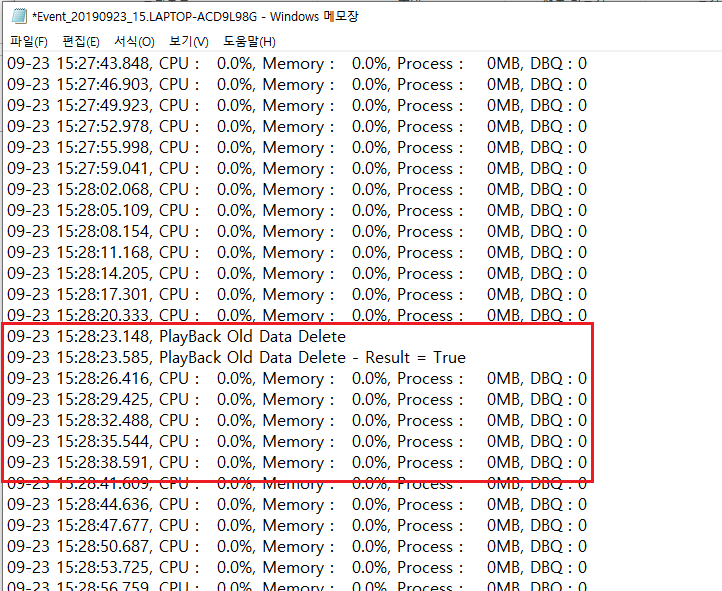 *Event_20190923_15.LAPTOP-ACD9L98G - Windows 메모장
파일(F) 편집(E) 서식(O) 보기(V) 도움말(H)
09-23 15:27:43.848, CPU : 0.0%, Memory : 0.0%, Process : 0MB, DBQ : 0
09-23 15:27:46.903, CPU : 0.0%, Memory : 0.0%, Process : 0MB, DBQ : 0
09-23 15:27:49.923, CPU : 0.0%, Memory : 0.0%, Process : 0MB, DBQ : 0
09-23 15:27:52.978, CPU : 0.0%, Memory : 0.0%, Process : 0MB, DBQ : 0
09-23 15:27:55.998, CPU : 0.0%, Memory : 0.0%, Process : 0MB, DBQ : 0
09-23 15:27:59.041, CPU : 0.0%, Memory : 0.0%, Process : 0MB, DBQ : 0
09-23 15:28:02.068, CPU : 0.0%, Memory : 0.0%, Process : 0MB, DBQ : 0
09-23 15:28:05.109, CPU : 0.0%, Memory : 0.0%, Process : 0MB, DBQ : 0
09-23 15:28:08.154, CPU : 0.0%, Memory : 0.0%, Process : 0MB, DBQ : 0
09-23 15:28:11.168, CPU : 0.0%, Memory : 0.0%, Process : 0MB, DBQ : 0
09-23 15:28:14.205, CPU : 0.0%, Memory : 0.0%, Process : 0MB, DBQ : 0
09-23 15:28:17.301, CPU : 0.0%, Memory : 0.0%, Process : 0MB, DBQ : 0
09-23 15:28:20.333, CPU : 0.0%, Memory : 0.0%, Process : 0MB, DBQ : 0
09-23 15:28:23.148, PlayBack Old Data Delete
09-23 15:28:23.585, PlayBack Old Data Delete - Result = True
09-23 15:28:26.416, CPU : 0.0%, Memory : 0.0%, Process : 0MB, DBQ : 0
09-23 15:28:29.425, CPU : 0.0%, Memory : 0.0%, Process : 0MB, DBQ : 0
09-23 15:28:32.488, CPU : 0.0%, Memory : 0.0%, Process : 0MB, DBQ : 0
09-23 15:28:35.544, CPU : 0.0%, Memory : 0.0%, Process : 0MB, DBQ : 0
09-23 15:28:38.591, CPU : 0.0%, Memory : 0.0%, Process : 0MB, DBQ : 0
09-23 15:28:41.609, CPU : 0.0%, Memory : 0.0%, Process : 0MB, DBQ : 0
09-23 15:28:44.636, CPU : 0.0%, Memory : 0.0%, Process : 0MB, DBQ : 0
09-23 15:28:47.677, CPU : 0.0%, Memory : 0.0%, Process : 0MB, DBQ : 0
09-23 15:28:50.687, CPU : 0.0%, Memory : 0.0%, Process : 0MB, DBQ : 0
09-23 15:28:53.725, CPU : 0.0%, Memory : 0.0%, Process : 0MB, DBQ : 0
09-23 15:28:56.759, CPU : 0.0%, Memory : 0.0%, Process : 0MB, DBQ : 0